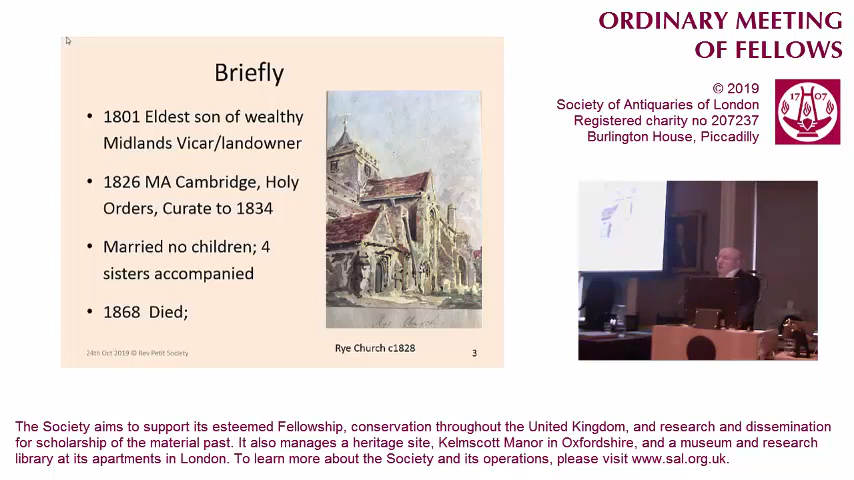 ORDINARY MEETING
OF FELLOWS
© 2019
Society of Antiquaries of London
Registered charity no 207237
Burlington House, Piccadilly
1707
Briefly
• 1801 Eldest son of wealthy
Midlands Vicar/landowner
• 1826 MA Cambridge, Holy
Orders, Curate to 1834
• Married no children; 4
sisters accompanied
• 1868 Died;
Rye Church c1828
24th Oct 2019 © Rev Petit Society
3
The Society aims to support its esteemed Fellowship, conservation throughout the United Kingdom, and research and dissemination
for scholarship of the material past. It also manages a heritage site, Kelmscott Manor in Oxfordshire, and a museum and research
library at its apartments in London. To learn more about the Society and its operations, please visit www.sal.org.uk.